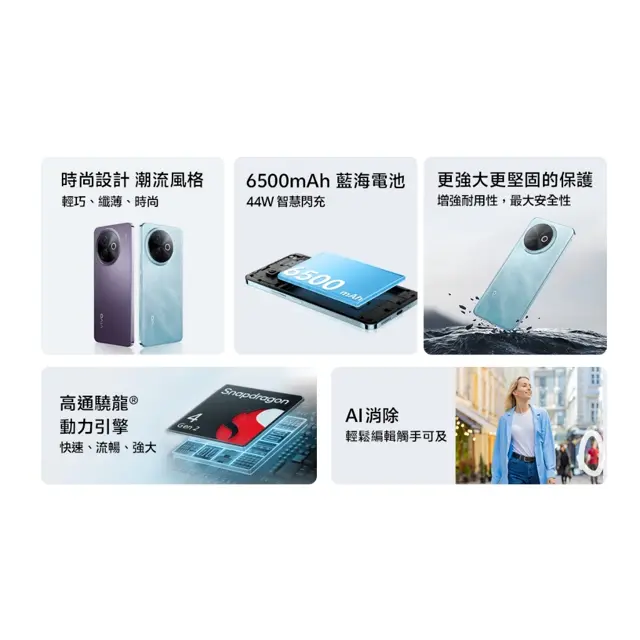 時尚設計 潮流風格
輕巧、纖薄、時尚
vivo
6500mAh 藍海電池
44W 智慧閃充
6500 mAh
更強大更堅固的保護
增強耐用性，最大安全性
高通驍龍®
動力引擎
快速、流暢、強大
Snapdragon
4
Gen 2
AI 消除
輕鬆編輯觸手可及